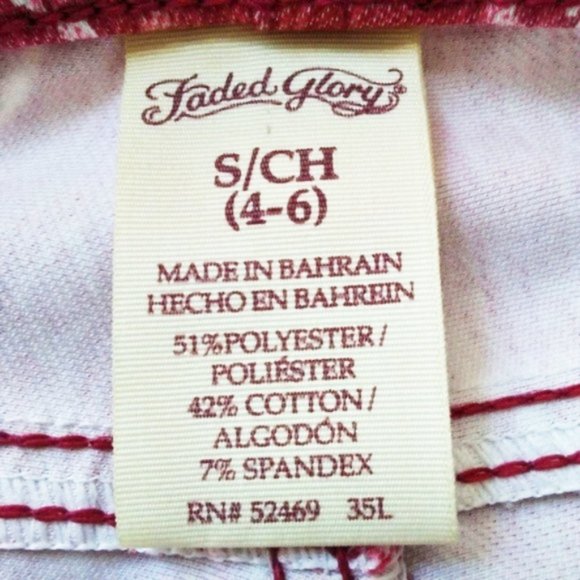 Faded Glory
S/CH
(4-6)
MADE IN BAHRAIN
HECHO EN BAHREIN
51%POLYESTER/
POLIÉSTER
42% COTTON/
ALGODÓN
7% SPANDEX
RN# 52469 35L